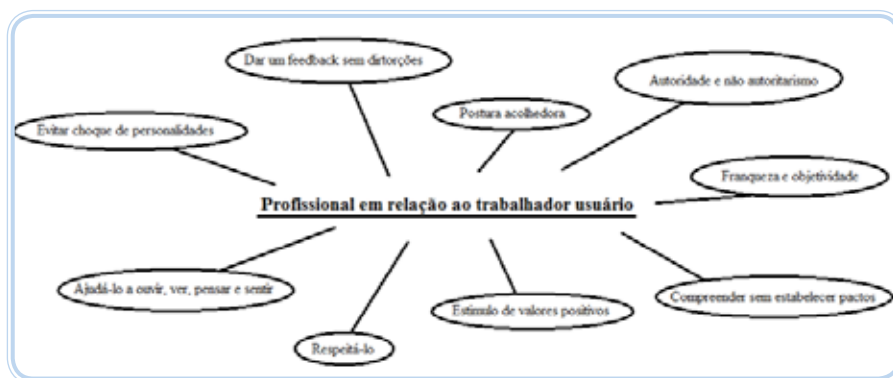 Dar um feedback sem dirtorções
Autoridade e não autoritarismo
Postura acolhedora
Evitar choque de personalidades
Franqueza e objetividade
Profissional em relação ao trabalhador usuário
Ajudá-lo a ouvir, ver, pensar e sentir
Estímulo de valores positivos
Compreender sem estabelecer pactos
Respeitá-lo